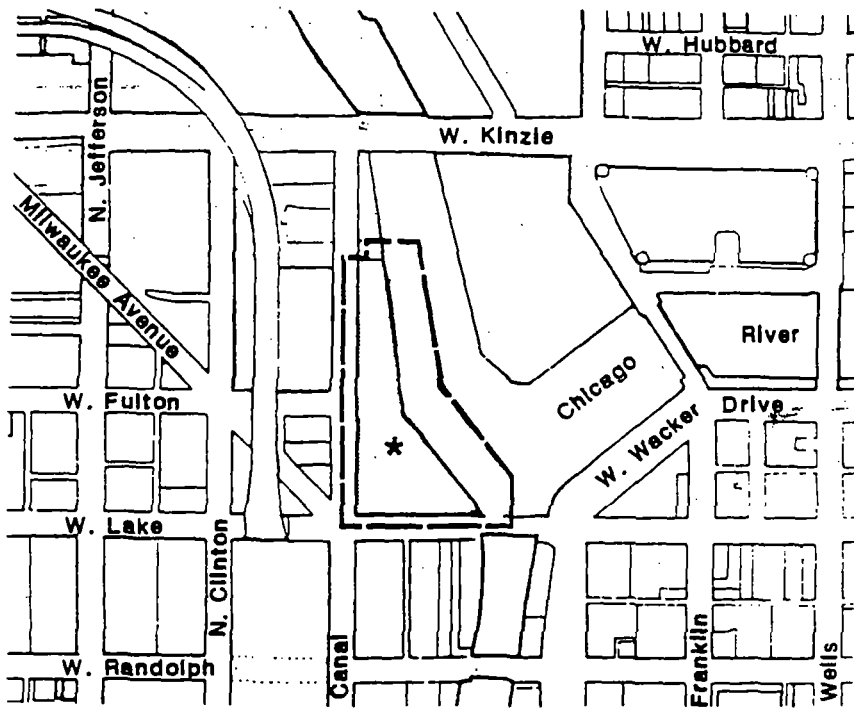 W. Hubbard
W. Kinzie
N. Jefferson
Milwaukee Avenue
River
Chicago
W. Fulton
Drive
W. Wacker
*
W. Lake
N. Clinton
W. Randolph
Canal
Franklin
Wells